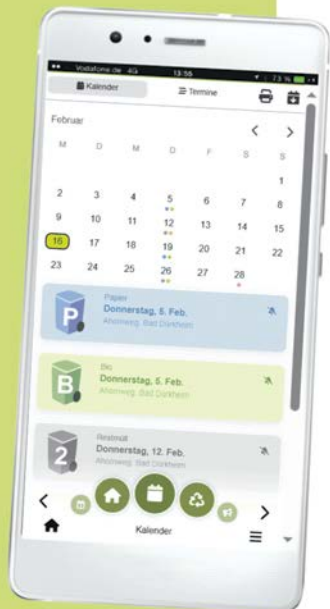 Vodafone.de 4G 13:56 73 %
Kalender Termine
Februar
M D M D F S S
1
2 3 4 5 6 7 8
9 10 11 12 13 14 15
16 17 18 19 20 21 22
23 24 25 26 27 28
Papier
P
Donnerstag, 5. Feb.
Ahornweg, Bad Dürkheim
Bio
B
Donnerstag, 5. Feb.
Ahornweg, Bad Dürkheim
Restmüll
2
Donnerstag, 12. Feb.
Ahornweg, Bad Dürkheim
Kalender